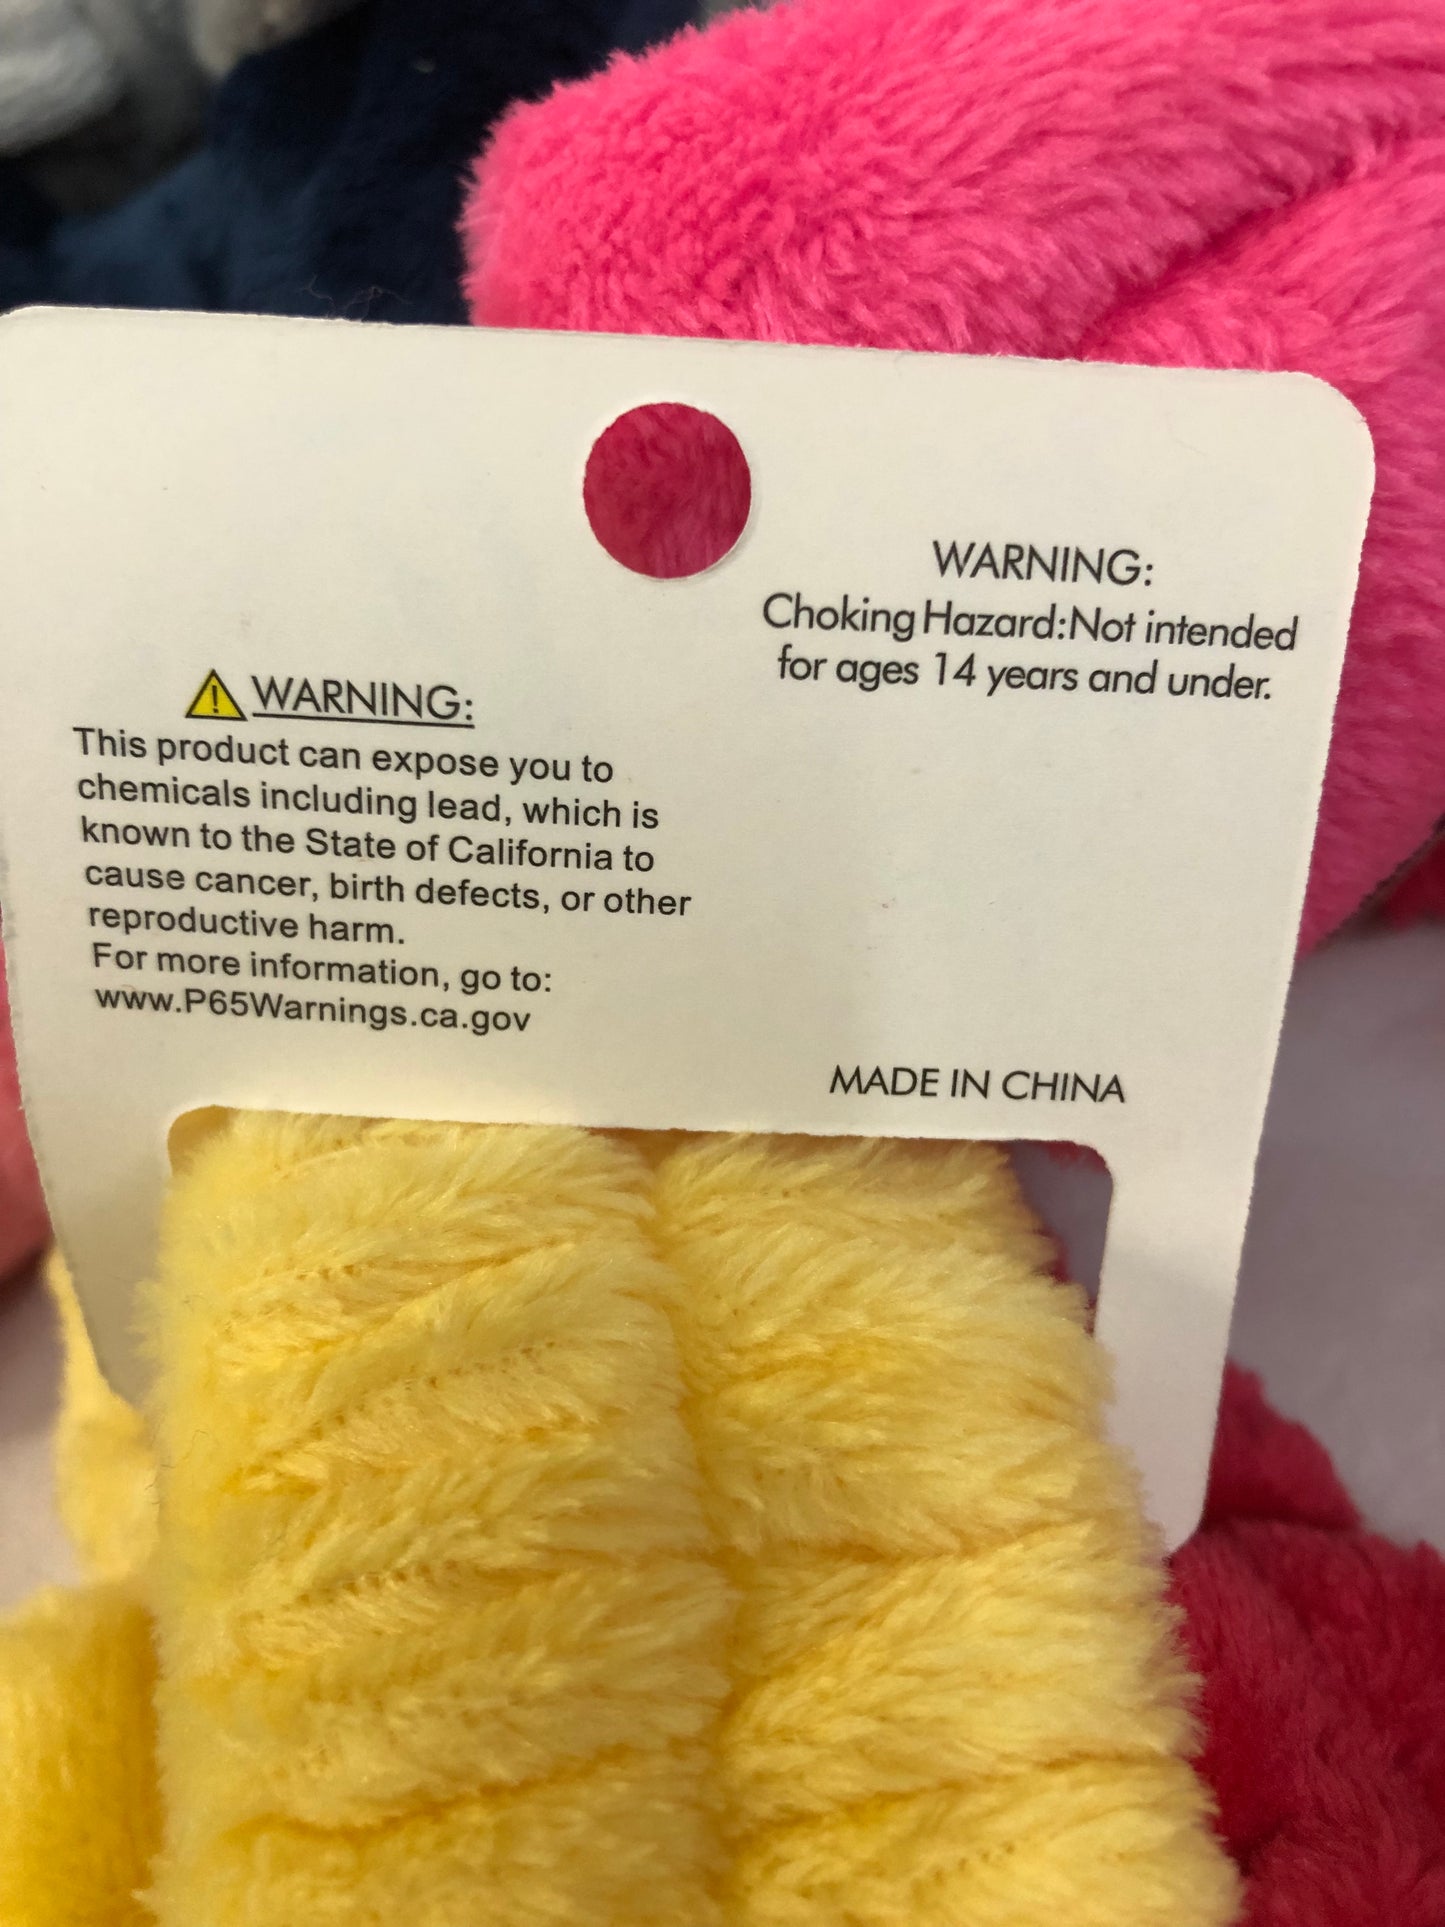 WARNING:
Choking Hazard:Not intended
for ages 14 years and under.
WARNING:
This product can expose you to
chemicals including lead, which is
known to the State of California to
cause cancer, birth defects, or other
reproductive harm.
For more information, go to:
www.P65Warnings.ca.gov
MADE IN CHINA